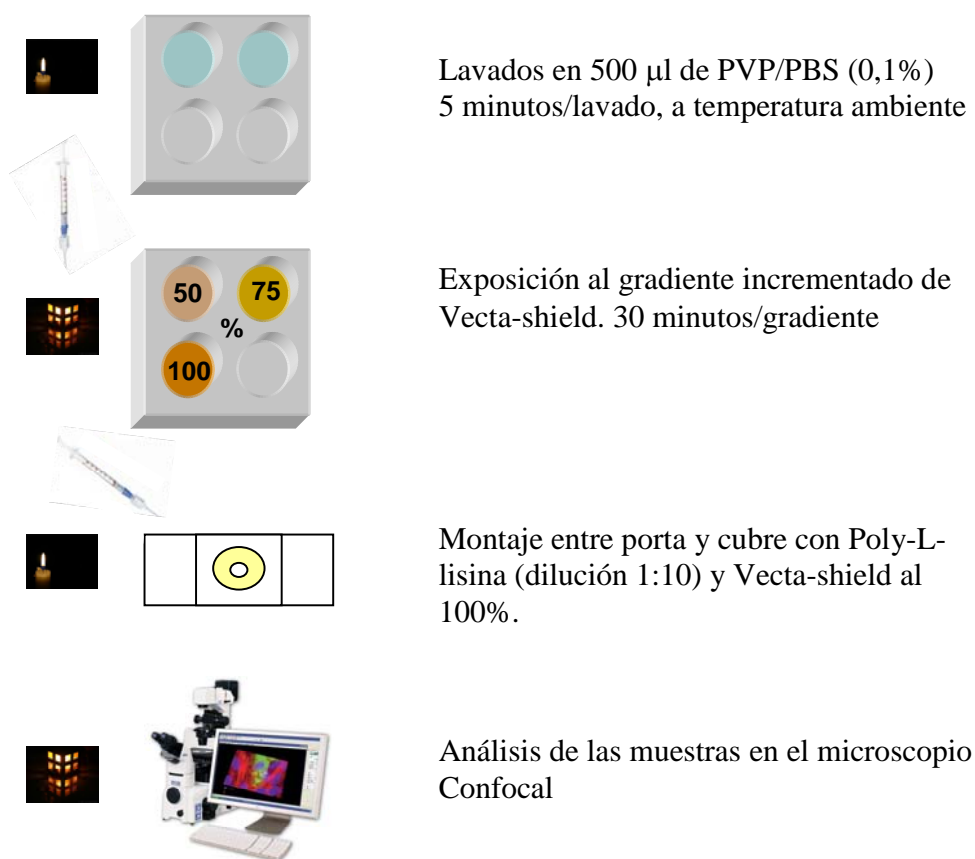 Lavados en 500 μl de PVP/PBS (0,1%)
5 minutos/lavado, a temperatura ambiente
50 75
%
100
Exposición al gradiente incrementado de
Vecta-shield. 30 minutos/gradiente
Montaje entre porta y cubre con Poly-L-
lisina (dilución 1:10) y Vecta-shield al
100%.
Análisis de las muestras en el microscopio
Confocal